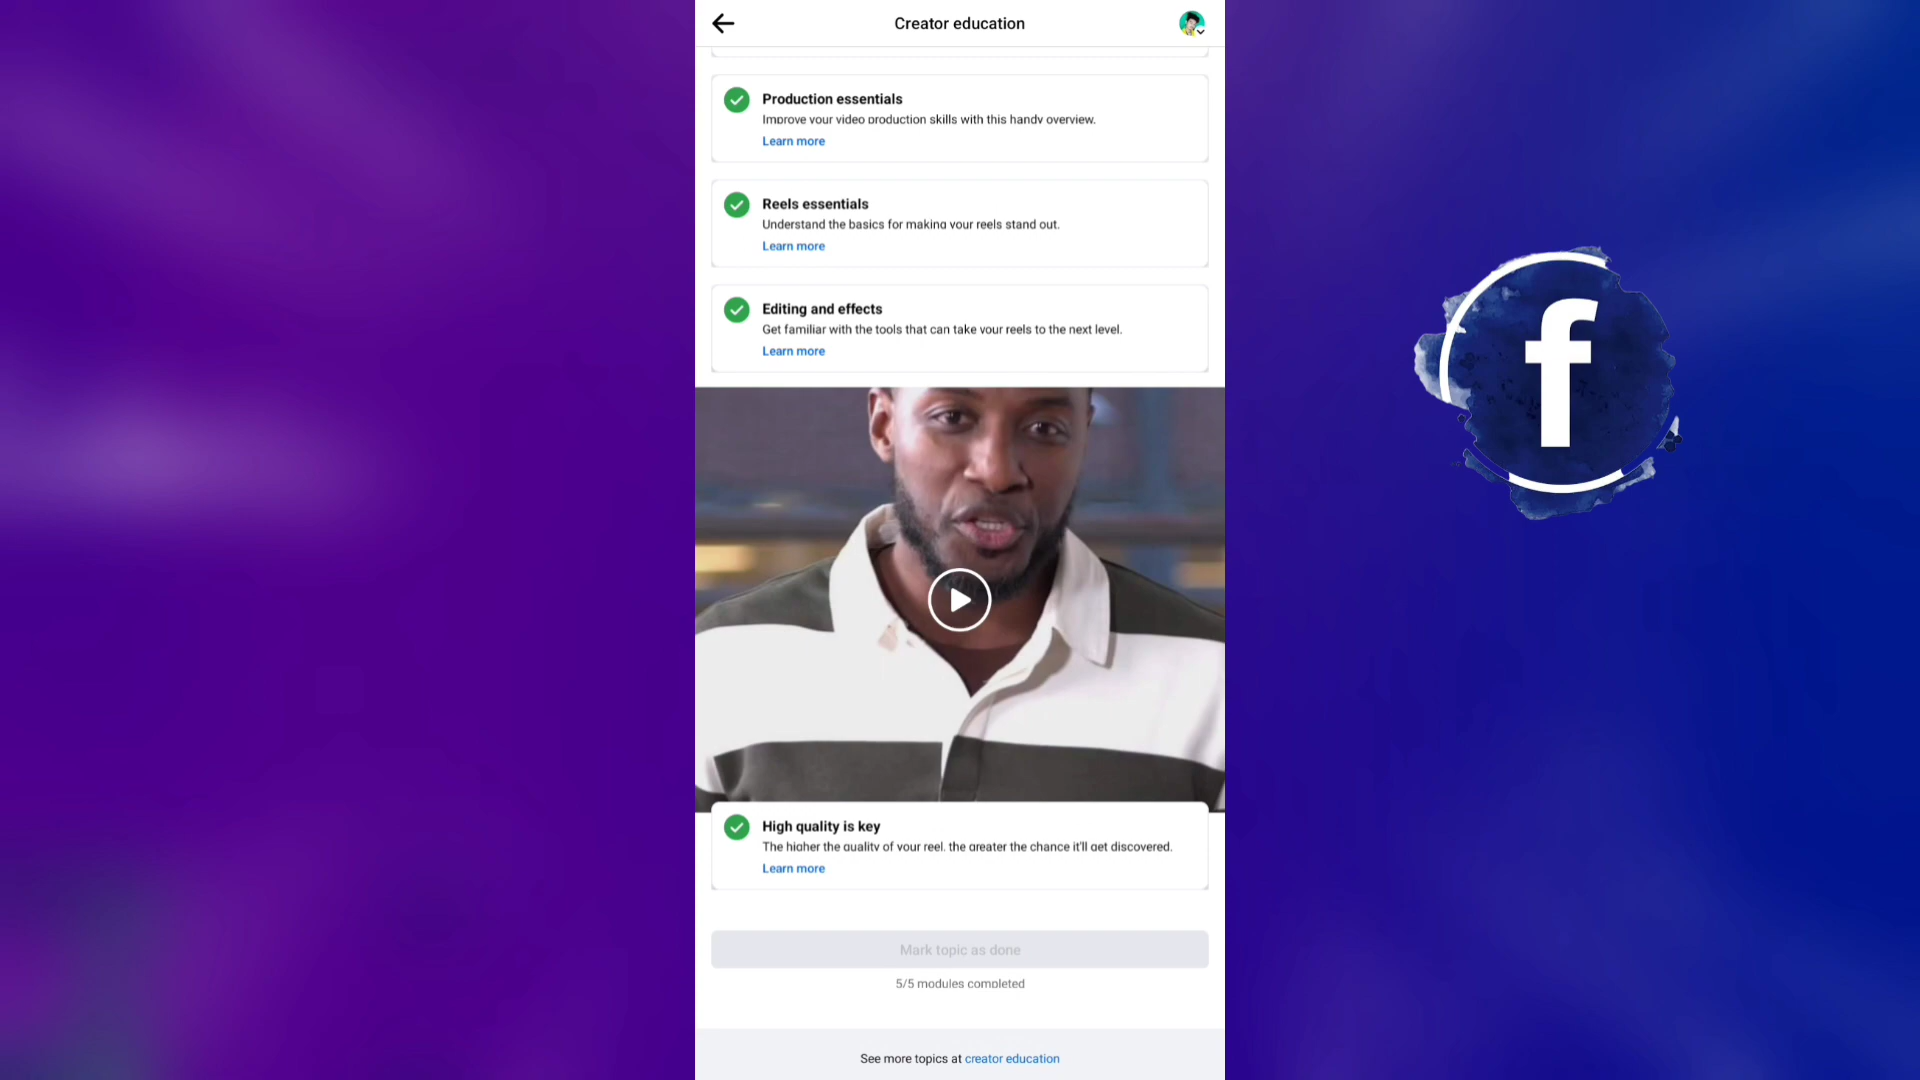 Creator education
Production essentials
Improve your video production skills with this handy overview.
Learn more
Reels essentials
Understand the basics for making your reels stand out.
Learn more
Editing and effects
Get familiar with the tools that can take your reels to the next level.
Learn more
High quality is key
The higher the quality of your reel, the greater the chance it'll get discovered.
Learn more
Mark topic as done
5/5 modules completed
See more topics at creator education
f